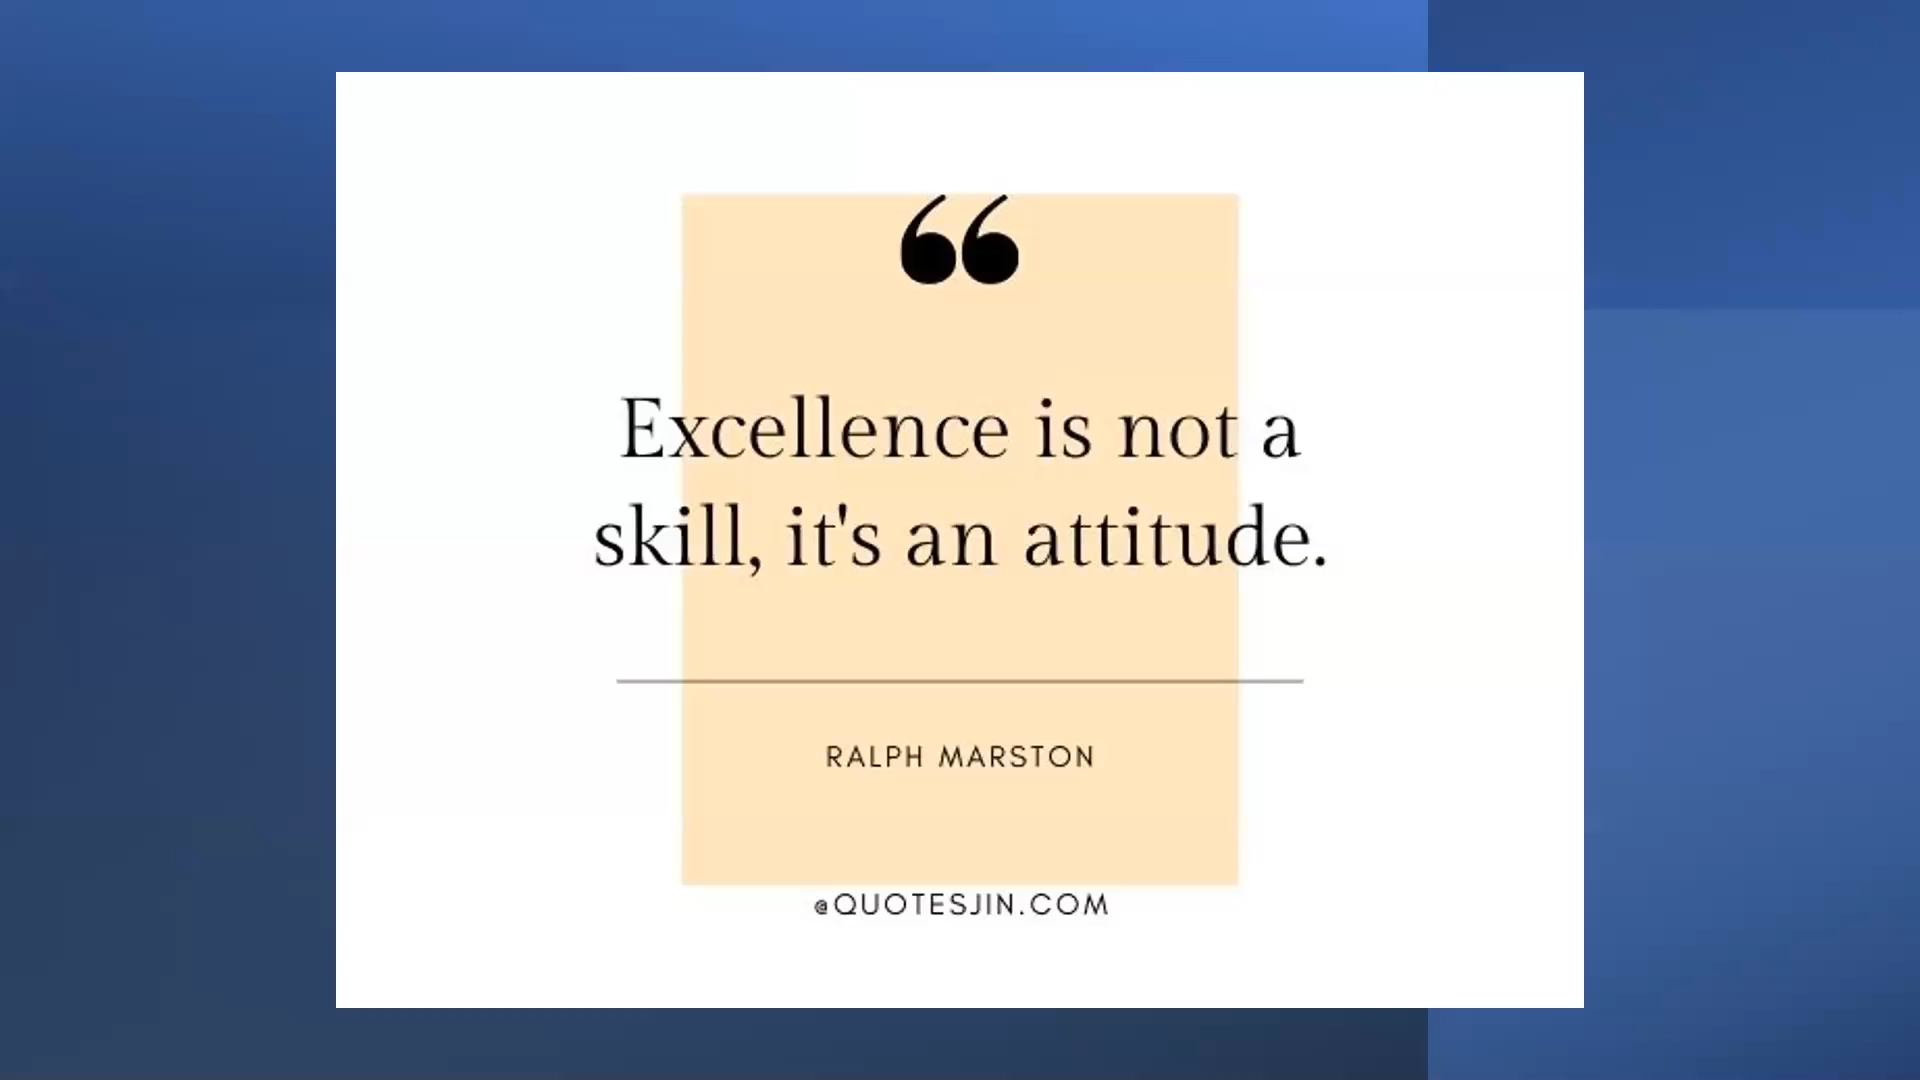 “
Excellence is not a
skill, it's an attitude.
RALPH MARSTON
@QUOTESJIN.COM